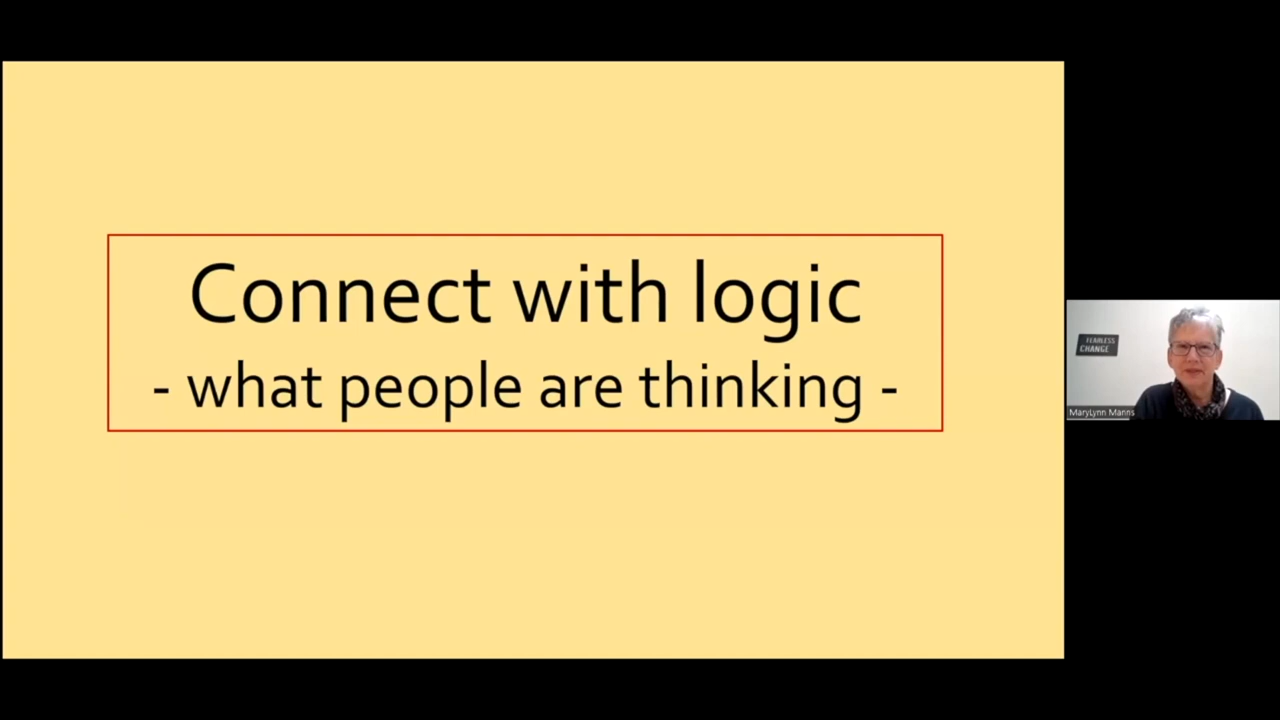 Connect with logic
- what people are thinking -
FEARLESS
CHANGE
MaryLynn Manns